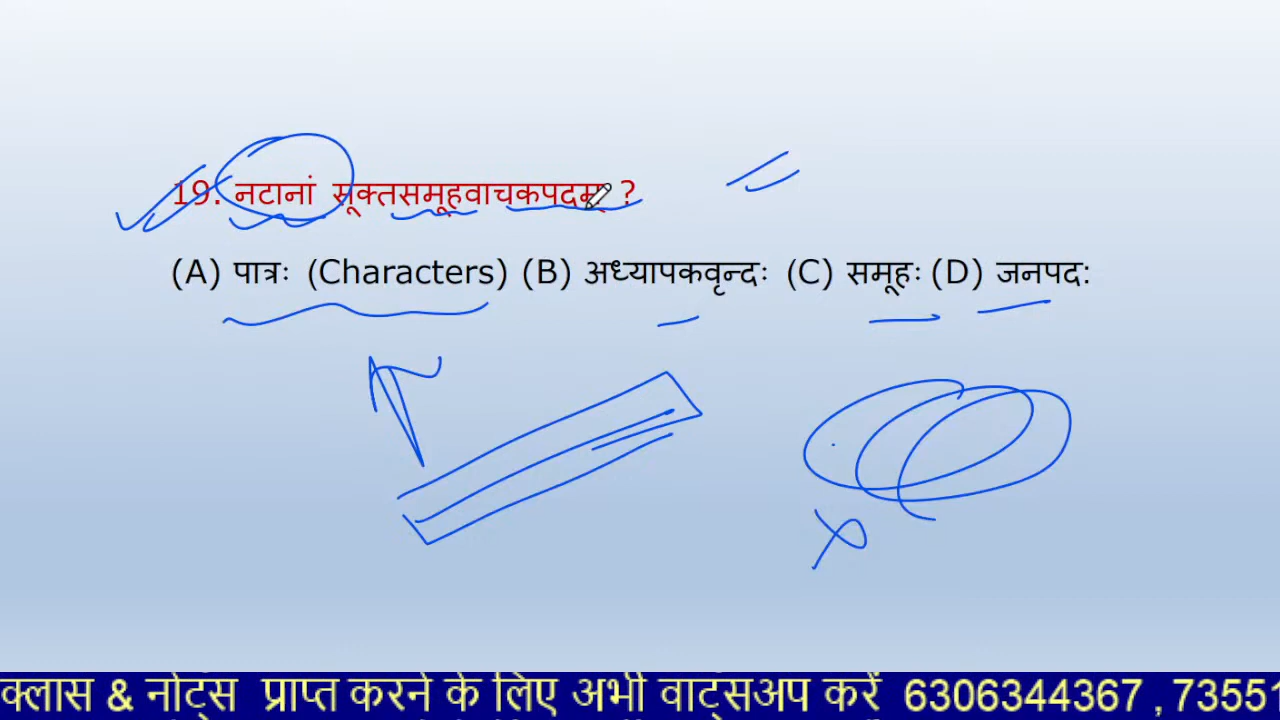 19. नटानां सूक्तसमूहवाचकपदम् ?
(A) पात्रः (Characters) (B) अध्यापकवृन्दः (C) समूहः (D) जनपद:
क्लास & नोट्स प्राप्त करने के लिए अभी वाट्सअप करें 6306344367 , 7355